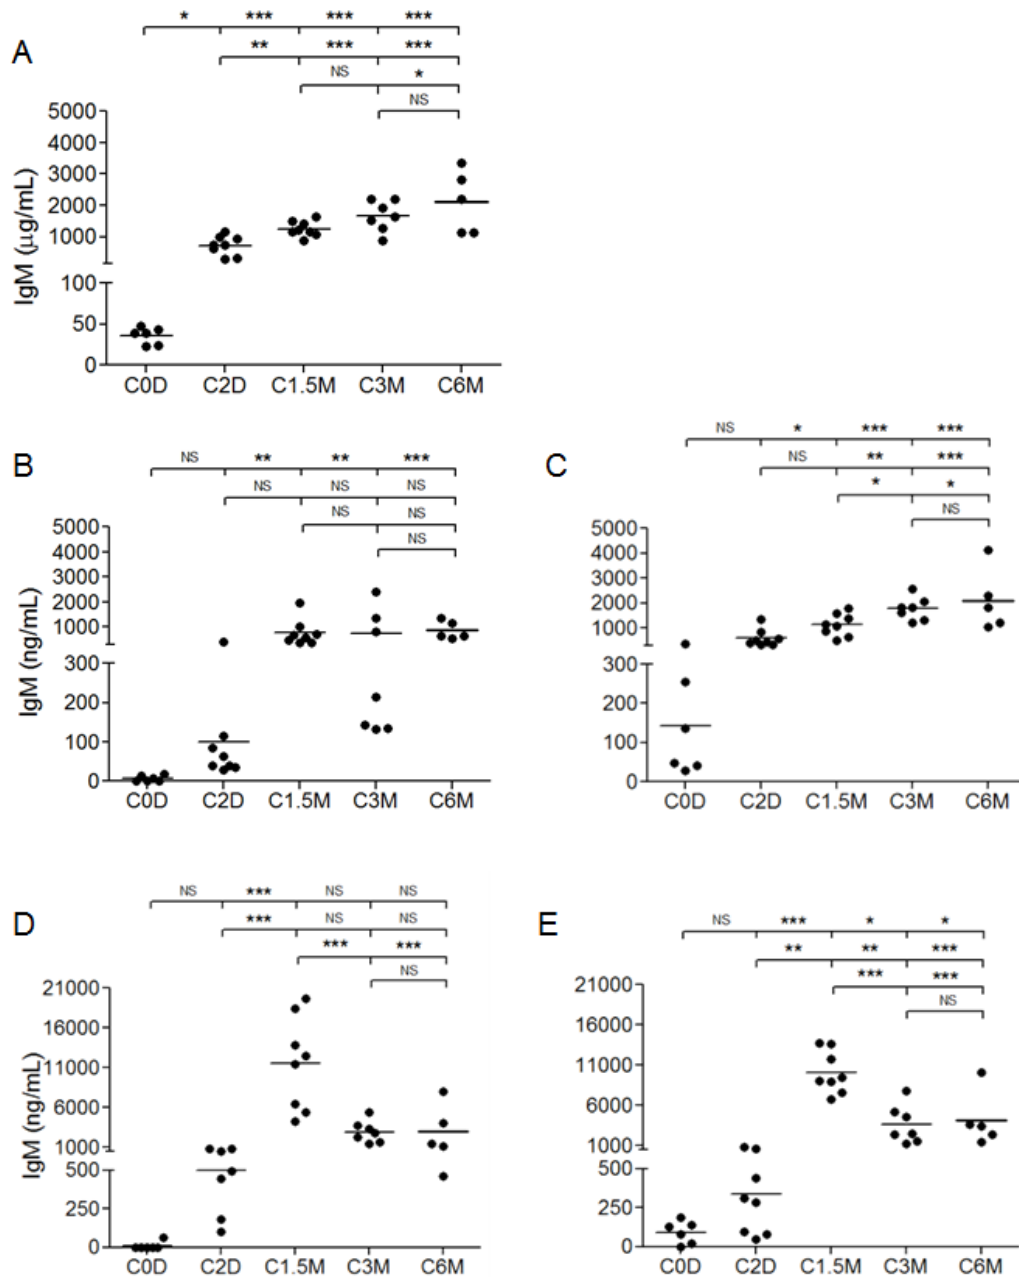 * *** *** ***
A
** *** ***
NS *
NS
5000
4000
3000
2000
1000
100
50
0
IgM (µg/mL)
C0D C2D C1.5M C3M C6M
B
NS ** ** ***
NS NS NS
NS NS
NS
5000
4000
3000
2000
1000
300
200
100
0
IgM (ng/mL)
C0D C2D C1.5M C3M C6M
C
NS * *** ***
NS ** ***
* *
NS
5000
4000
3000
2000
1000
300
200
100
0
C0D C2D C1.5M C3M C6M
D
NS *** NS NS
*** NS NS
*** ***
NS
21000
16000
11000
6000
1000
500
250
0
IgM (ng/mL)
C0D C2D C1.5M C3M C6M
E
NS *** * *
** ** ***
*** ***
NS
21000
16000
11000
6000
1000
500
250
0
C0D C2D C1.5M C3M C6M